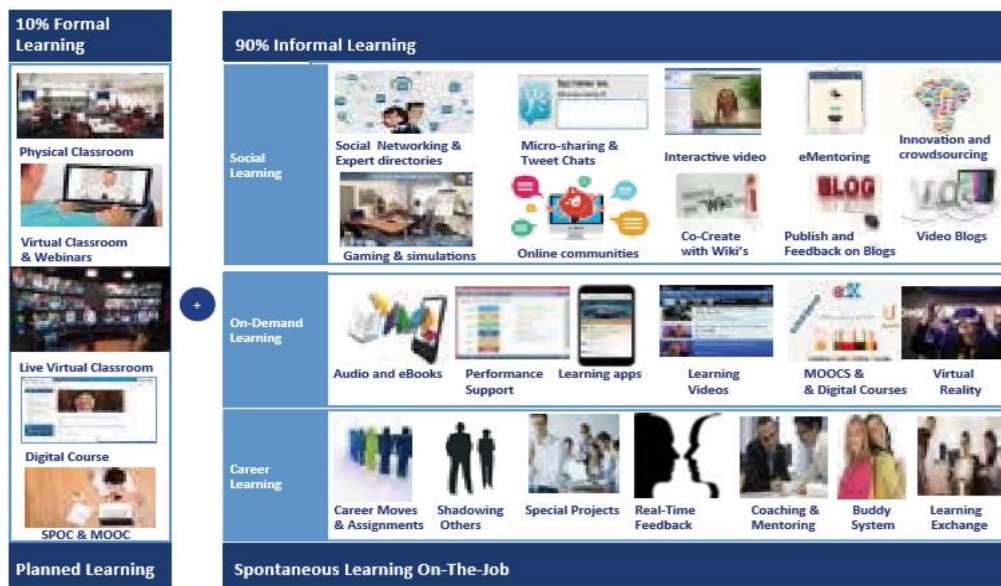 10% Formal
Learning
90% Informal Learning
Physical Classroom
Virtual Classroom
& Webinars
Live Virtual Classroom
Digital Course
SPOC & MOOC
Planned Learning
+
Social
Learning
Social Networking &
Expert directories
Micro-sharing &
Tweet Chats
Interactive video
eMentoring
Innovation and
crowdsourcing
Gaming & simulations
Online communities
WiKi
Co-Create
with Wiki's
BLOG
Publish and
Feedback on Blogs
Video Blogs
On-Demand
Learning
Audio and eBooks
Performance
Support
Learning apps
Learning
Videos
edX
MOOCS &
& Digital Courses
Virtual
Reality
Career
Learning
Career Moves
& Assignments
Shadowing
Others
Special Projects
Real-Time
Feedback
Coaching &
Mentoring
Buddy
System
Learning
Exchange
Spontaneous Learning On-The-Job